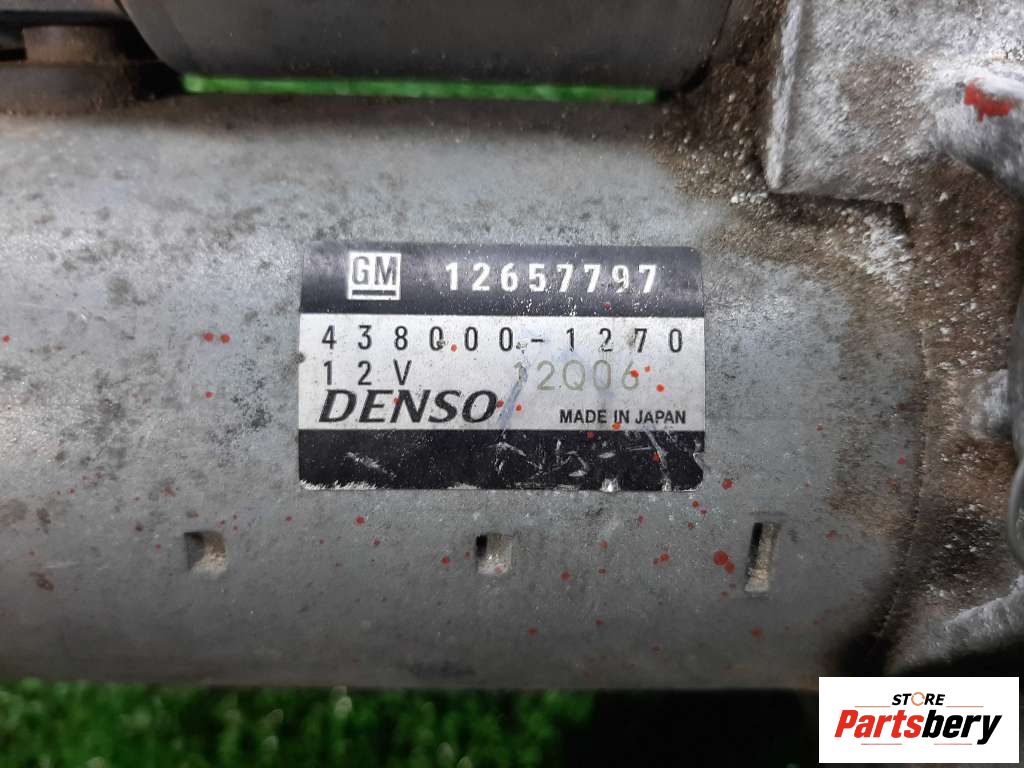 GM 12657797
438000-1270
12V 12Q06
DENSO MADE IN JAPAN
STORE
Partsbery